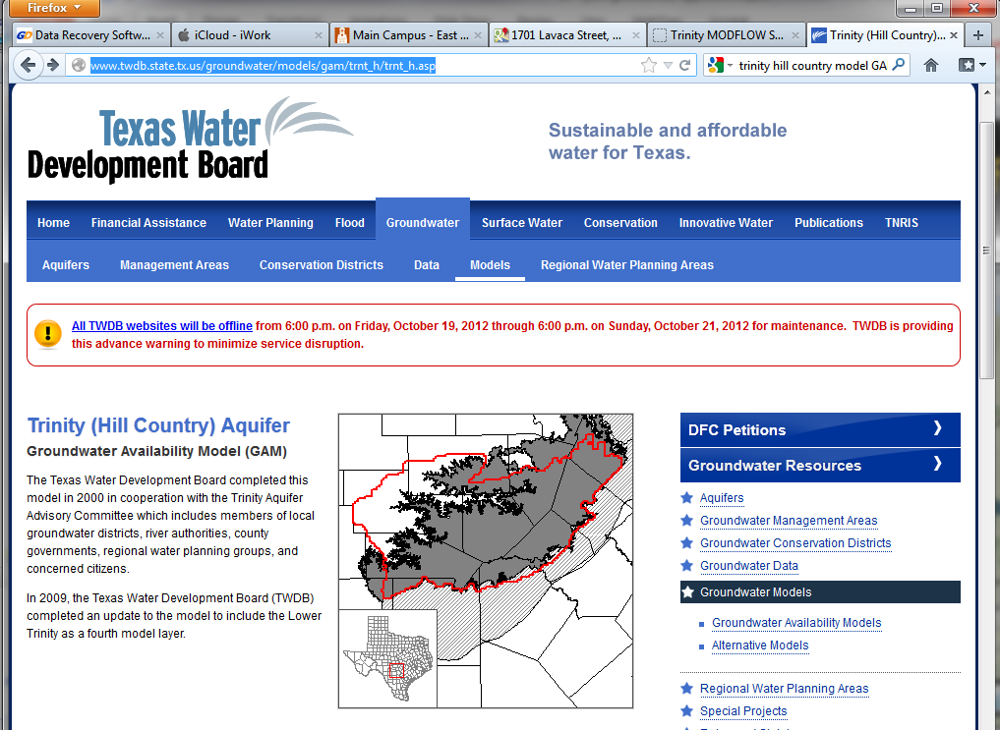 Firefox
Data Recovery Softw...
iCloud - iWork
Main Campus - East ...
1701 Lavaca Street, ...
Trinity MODFLOW S...
Trinity (Hill Country)...
www.twdb.state.tx.us/groundwater/models/gam/trnt_h/trnt_h.asp
trinity hill country model GA
Texas Water
Development Board
Sustainable and affordable
water for Texas.
Home Financial Assistance Water Planning Flood Groundwater Surface Water Conservation Innovative Water Publications TNRIS
Aquifers Management Areas Conservation Districts Data Models Regional Water Planning Areas
All TWDB websites will be offline from 6:00 p.m. on Friday, October 19, 2012 through 6:00 p.m. on Sunday, October 21, 2012 for maintenance. TWDB is providing
this advance warning to minimize service disruption.
Trinity (Hill Country) Aquifer
Groundwater Availability Model (GAM)
The Texas Water Development Board completed this
model in 2000 in cooperation with the Trinity Aquifer
Advisory Committee which includes members of local
groundwater districts, river authorities, county
governments, regional water planning groups, and
concerned citizens.
In 2009, the Texas Water Development Board (TWDB)
completed an update to the model to include the Lower
Trinity as a fourth model layer.
DFC Petitions
Groundwater Resources
Aquifers
Groundwater Management Areas
Groundwater Conservation Districts
Groundwater Data
Groundwater Models
Groundwater Availability Models
Alternative Models
Regional Water Planning Areas
Special Projects